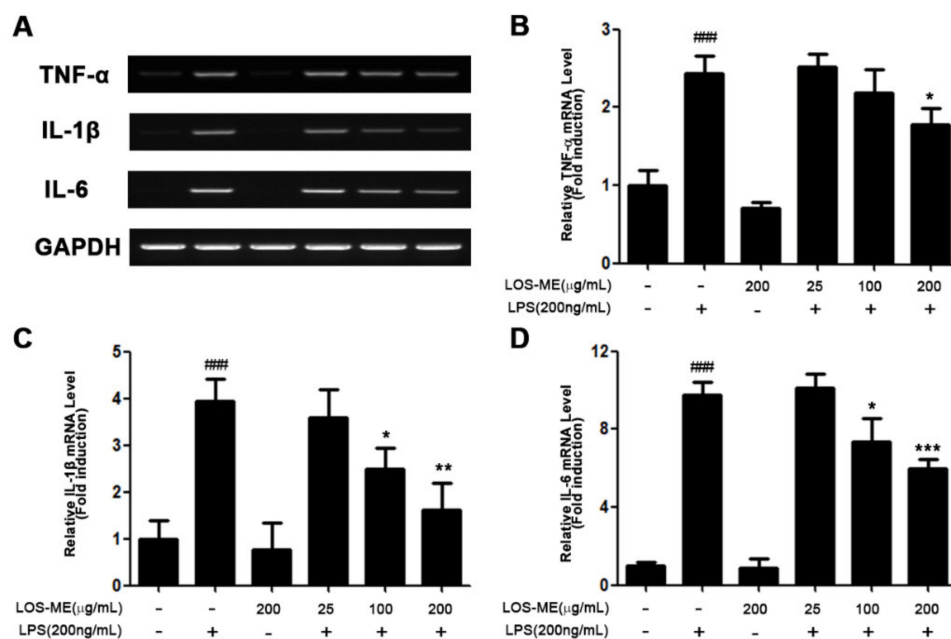 A
TNF-α
IL-1β
IL-6
GAPDH
B
Relative TNF-α mRNA Level
(Fold induction)
3
2
1
0
###
*
LOS-ME(μg/mL) - - 200 25 100 200
LPS(200ng/mL) - + - + + +
C
Relative IL-1β mRNA Level
(Fold induction)
5
4
3
2
1
0
###
*
**
LOS-ME(μg/mL) - - 200 25 100 200
LPS(200ng/mL) - + - + + +
D
Relative IL-6 mRNA Level
(Fold induction)
12
8
4
0
###
*
***
LOS-ME(μg/mL) - - 200 25 100 200
LPS(200ng/mL) - + - + + +